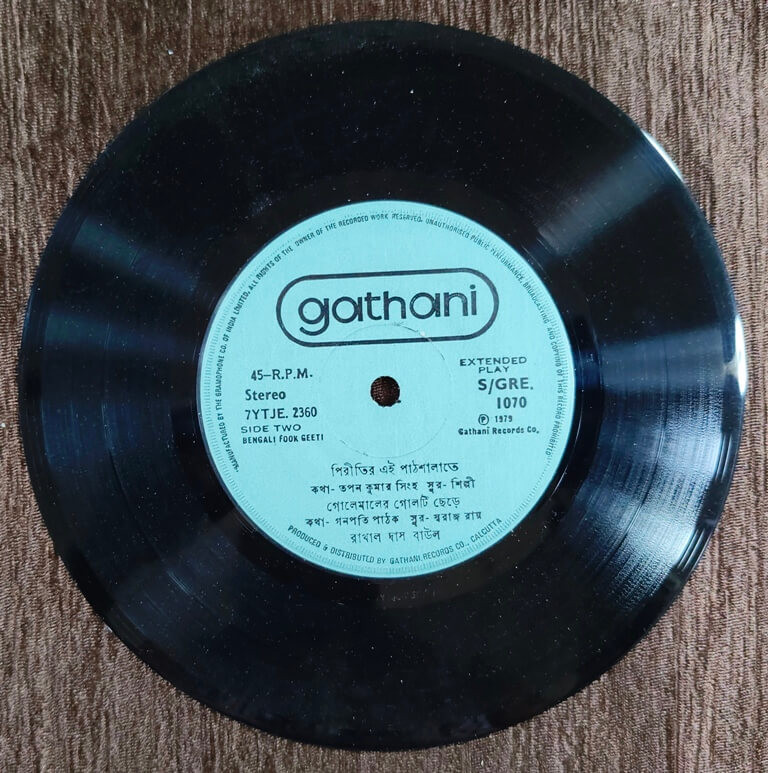 "MANUFACTURED BY THE GRAMOPHONE CO. OF INDIA LIMITED. ALL RIGHTS OF THE OWNER OF THE RECORDED WORK RESERVED. UNAUTHORISED PUBLIC PERFORMANCE, BROADCASTING AND COPYING OF THIS RECORD PROHIBITED"
gathani
45-R.P.M.
Stereo
7YTJE. 2360
SIDE TWO
BENGALI FOOK GEETI
EXTENDED
PLAY
S/GRE.
1070
Ⓟ 1979
Gathani Records Co.
পিরীতির এই পাঠশালাতে
কথা- তপন কুমার সিংহ সুর- শিল্পী
গোলেমালের গোলটি ছেড়ে
কথা- গনপতি পাঠক সুর- স্বরাজ রায়
রাখাল দাস বাউল
PRODUCED & DISTRIBUTED BY GATHANI RECORDS CO., CALCUTTA